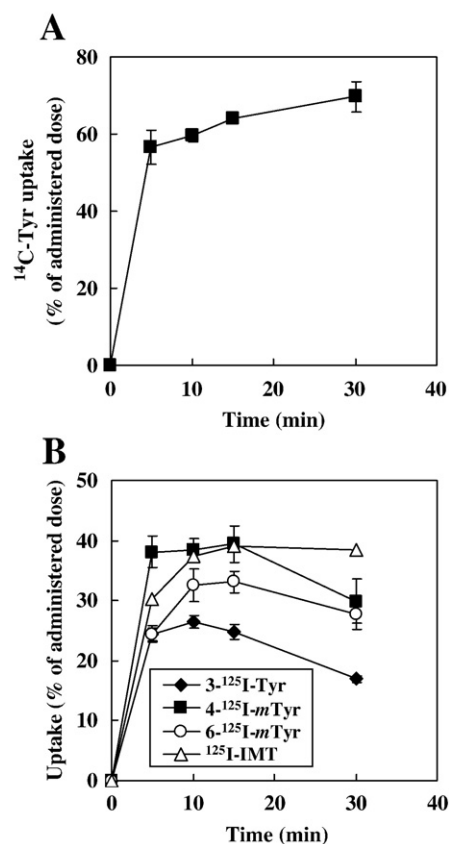 A
80
60
40
20
0
¹⁴C-Tyr uptake
(% of administered dose)
0 10 20 30 40
Time (min)
B
50
40
30
20
10
0
Uptake (% of administered dose)
3-¹²⁵I-Tyr
4-¹²⁵I-mTyr
6-¹²⁵I-mTyr
¹²⁵I-IMT
0 10 20 30 40
Time (min)